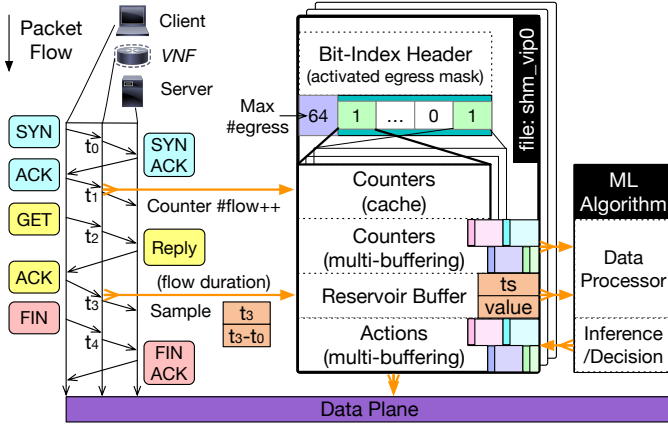 Packet
Flow
Client
VNF
Server
SYN
t0
SYN
ACK
ACK
t1
Counter #flow++
GET
t2
Reply
(flow duration)
ACK
t3
Sample
t3
t3-t0
FIN
t4
FIN
ACK
Bit-Index Header
(activated egress mask)
Max
#egress
64
1
...
0
1
file: shm_vip0
Counters
(cache)
Counters
(multi-buffering)
Reservoir Buffer
ts
value
Actions
(multi-buffering)
ML
Algorithm
Data
Processor
Inference
/Decision
Data Plane